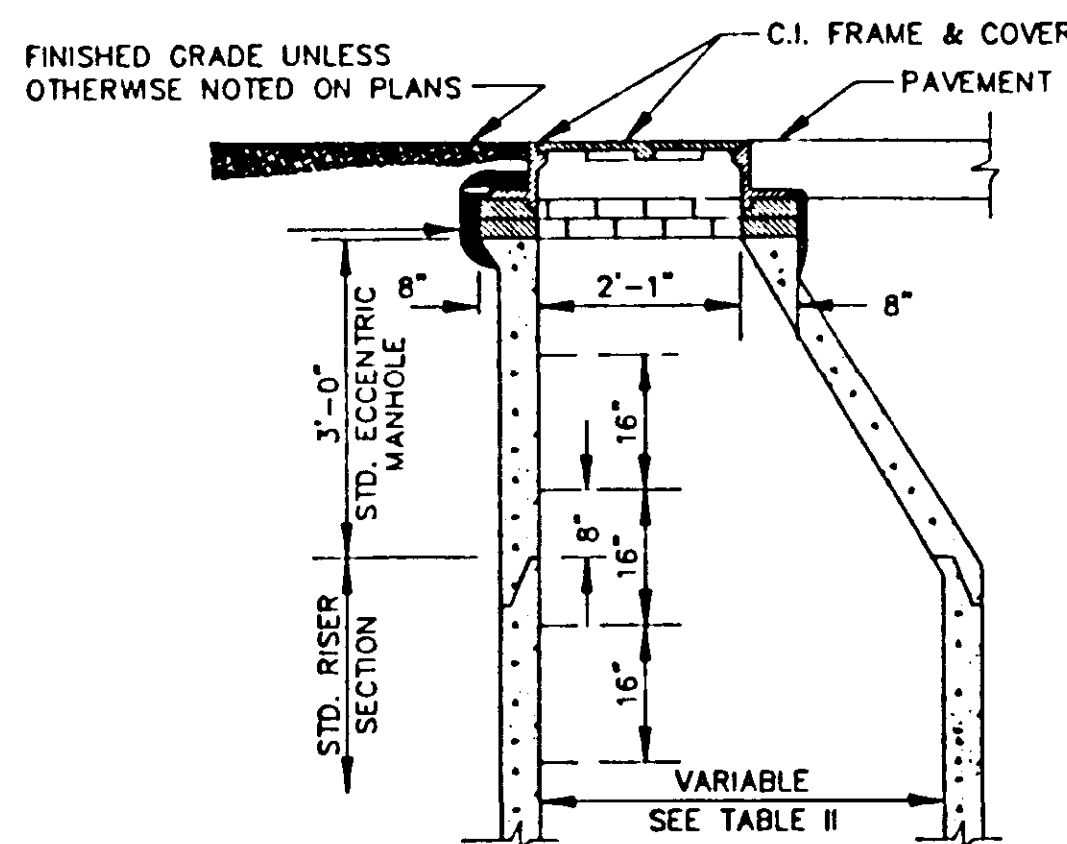 FINISHED GRADE UNLESS
OTHERWISE NOTED ON PLANS
C.I. FRAME & COVER
PAVEMENT
8"
2'-1"
8"
3'-0"
STD. ECCENTRIC
MANHOLE
16"
8"
16"
16"
STD. RISER
SECTION
VARIABLE
SEE TABLE II